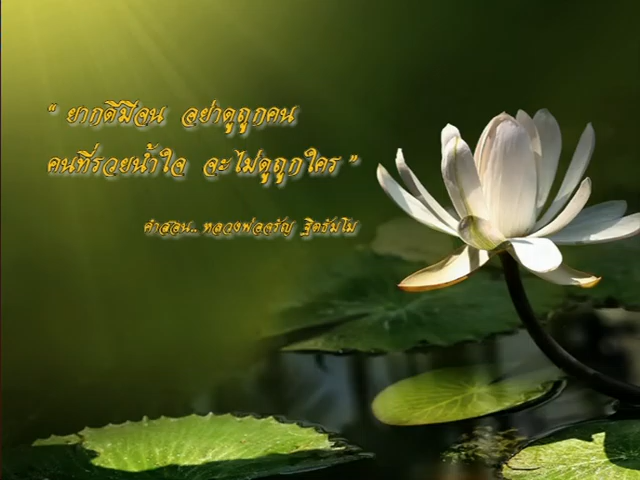 “ ยากดีมีจน อย่าดูถูกคน
คนที่รวยน้ำใจ จะไม่ดูถูกใคร ”
คำสอน.. หลวงพ่อจรัญ ฐิตธัมโม